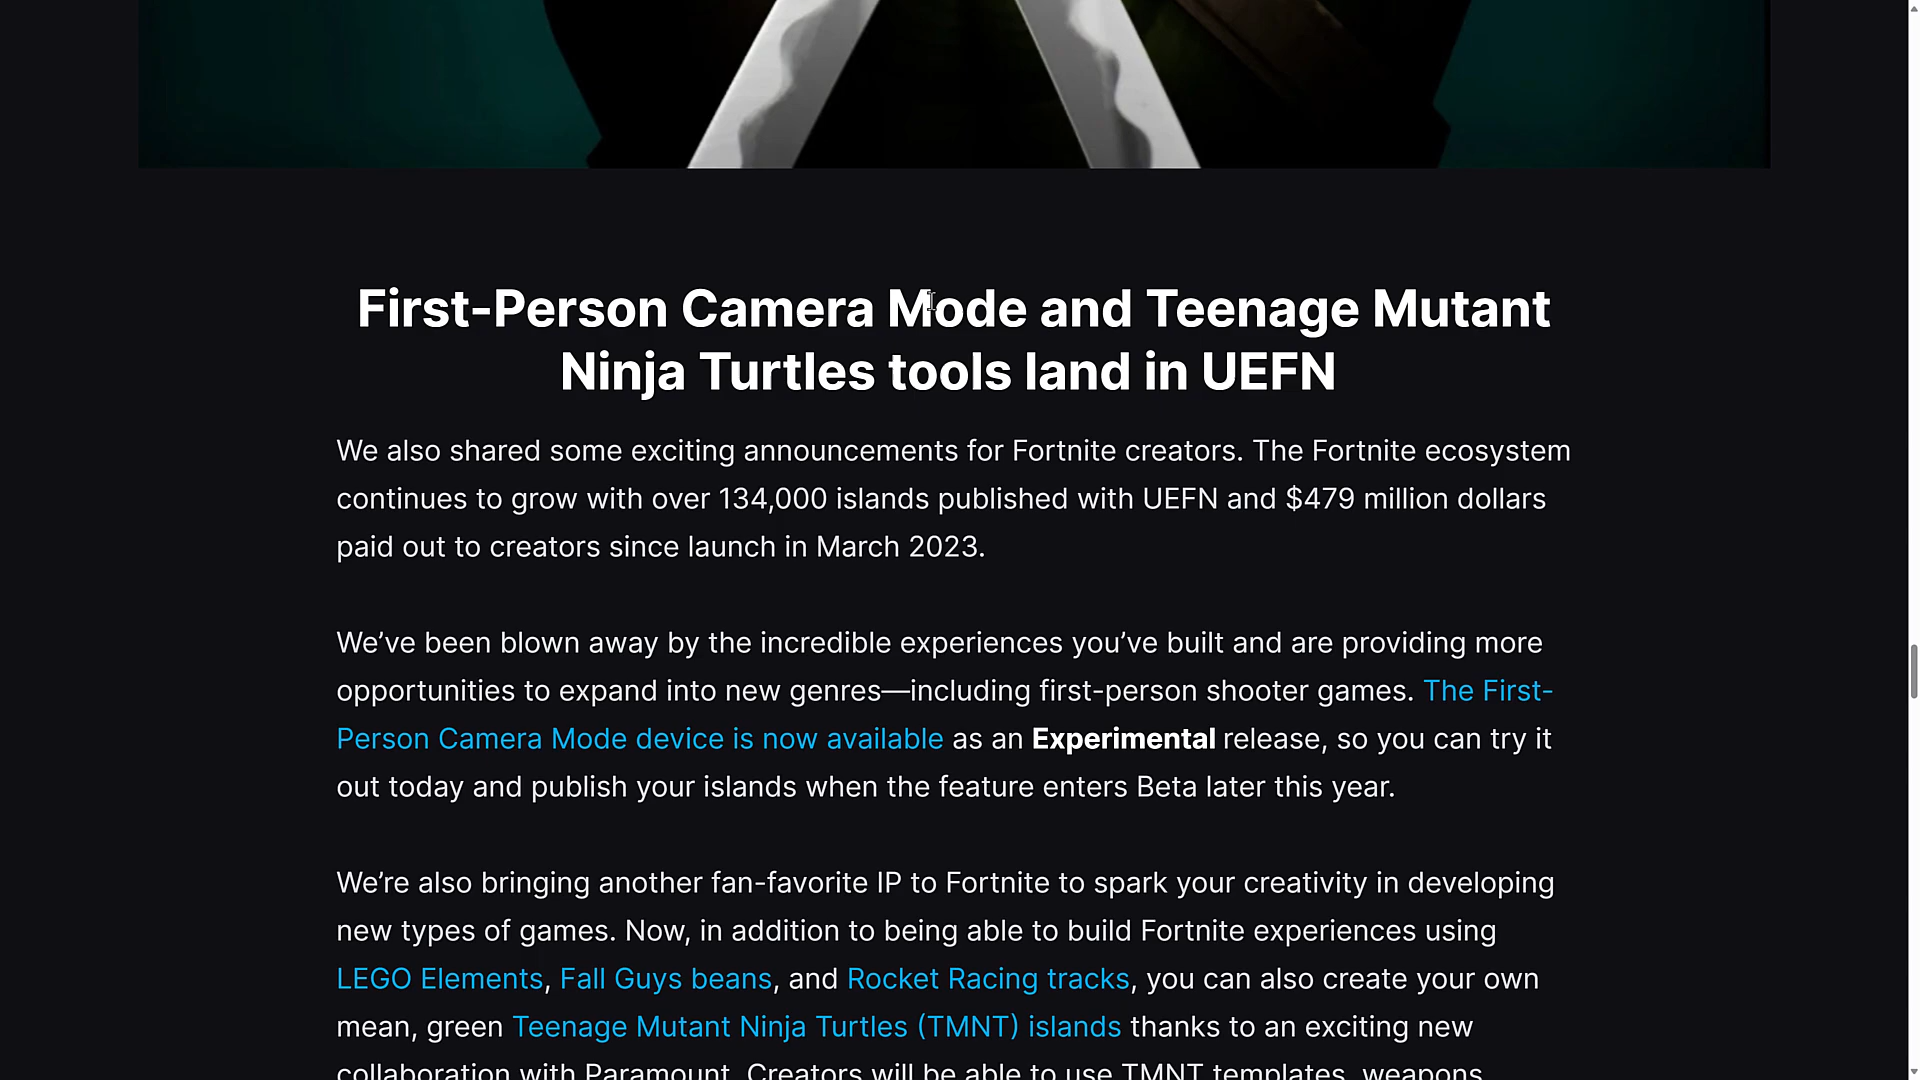 First-Person Camera Mode and Teenage Mutant
Ninja Turtles tools land in UEFN
We also shared some exciting announcements for Fortnite creators. The Fortnite ecosystem
continues to grow with over 134,000 islands published with UEFN and $479 million dollars
paid out to creators since launch in March 2023.
We’ve been blown away by the incredible experiences you’ve built and are providing more
opportunities to expand into new genres—including first-person shooter games. The First-
Person Camera Mode device is now available as an Experimental release, so you can try it
out today and publish your islands when the feature enters Beta later this year.
We’re also bringing another fan-favorite IP to Fortnite to spark your creativity in developing
new types of games. Now, in addition to being able to build Fortnite experiences using
LEGO Elements, Fall Guys beans, and Rocket Racing tracks, you can also create your own
mean, green Teenage Mutant Ninja Turtles (TMNT) islands thanks to an exciting new
collaboration with Paramount. Creators will be able to use TMNT templates, weapons,